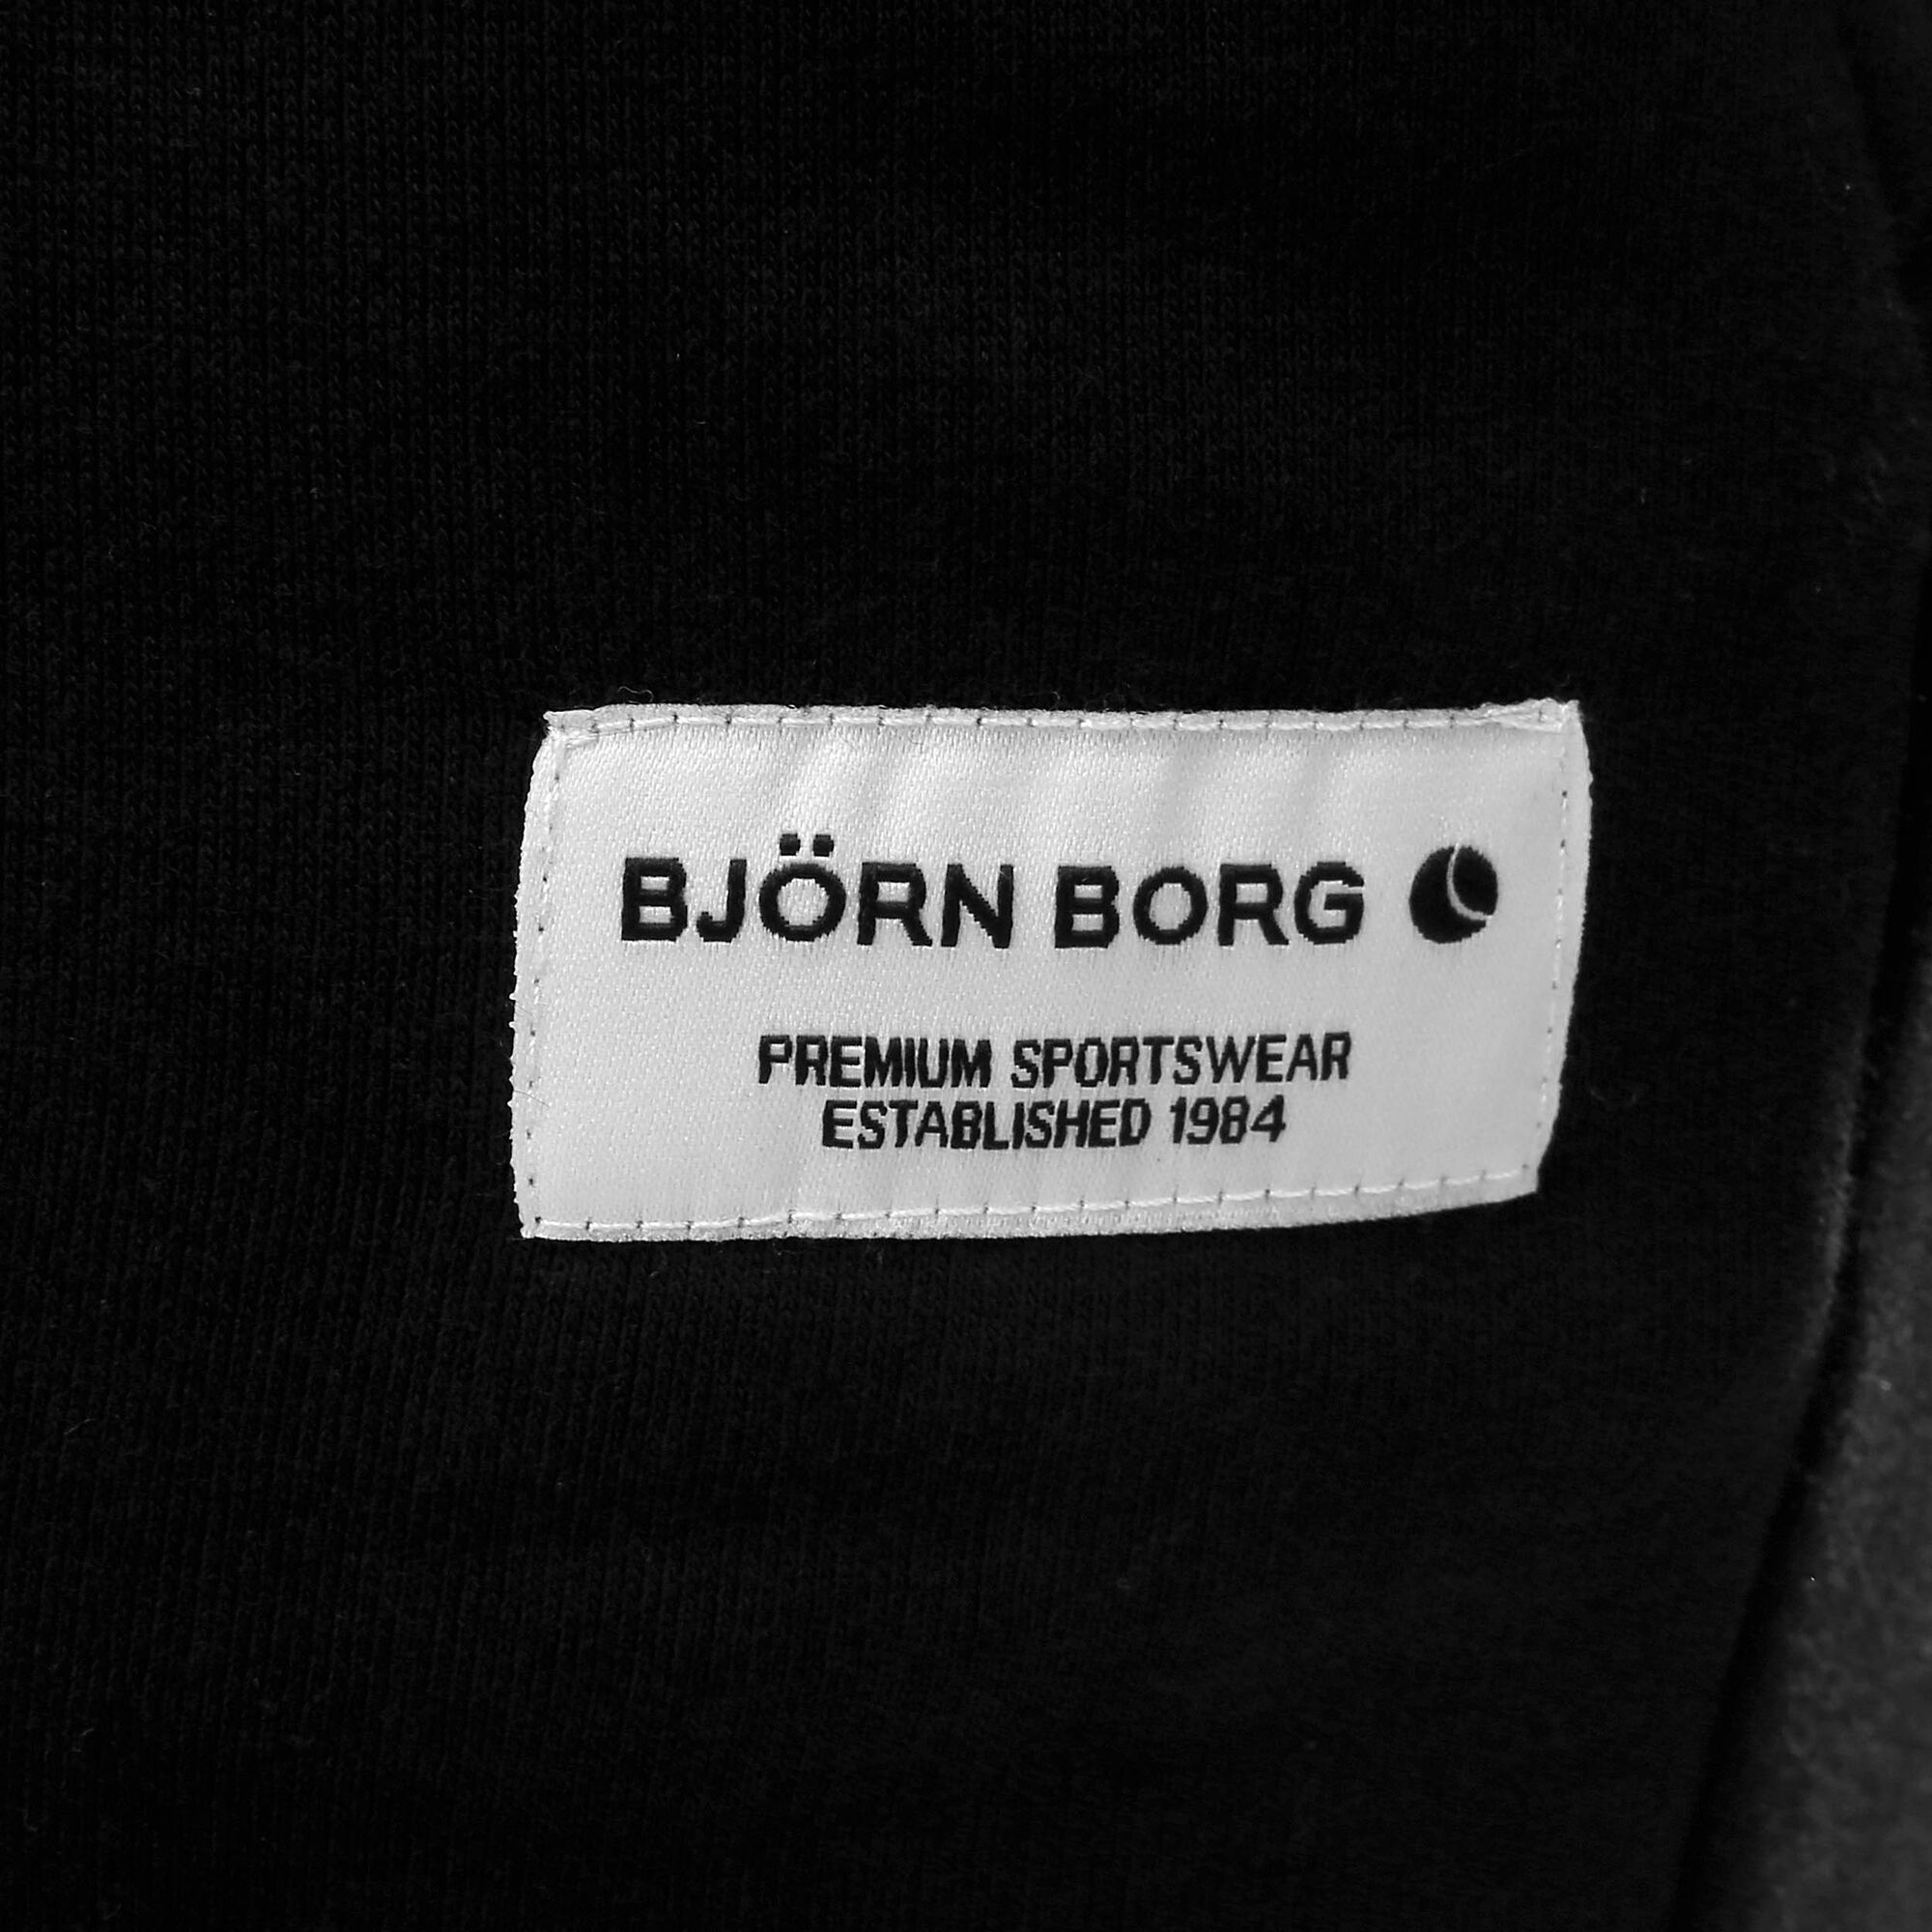 BJÖRN BORG
PREMIUM SPORTSWEAR
ESTABLISHED 1984